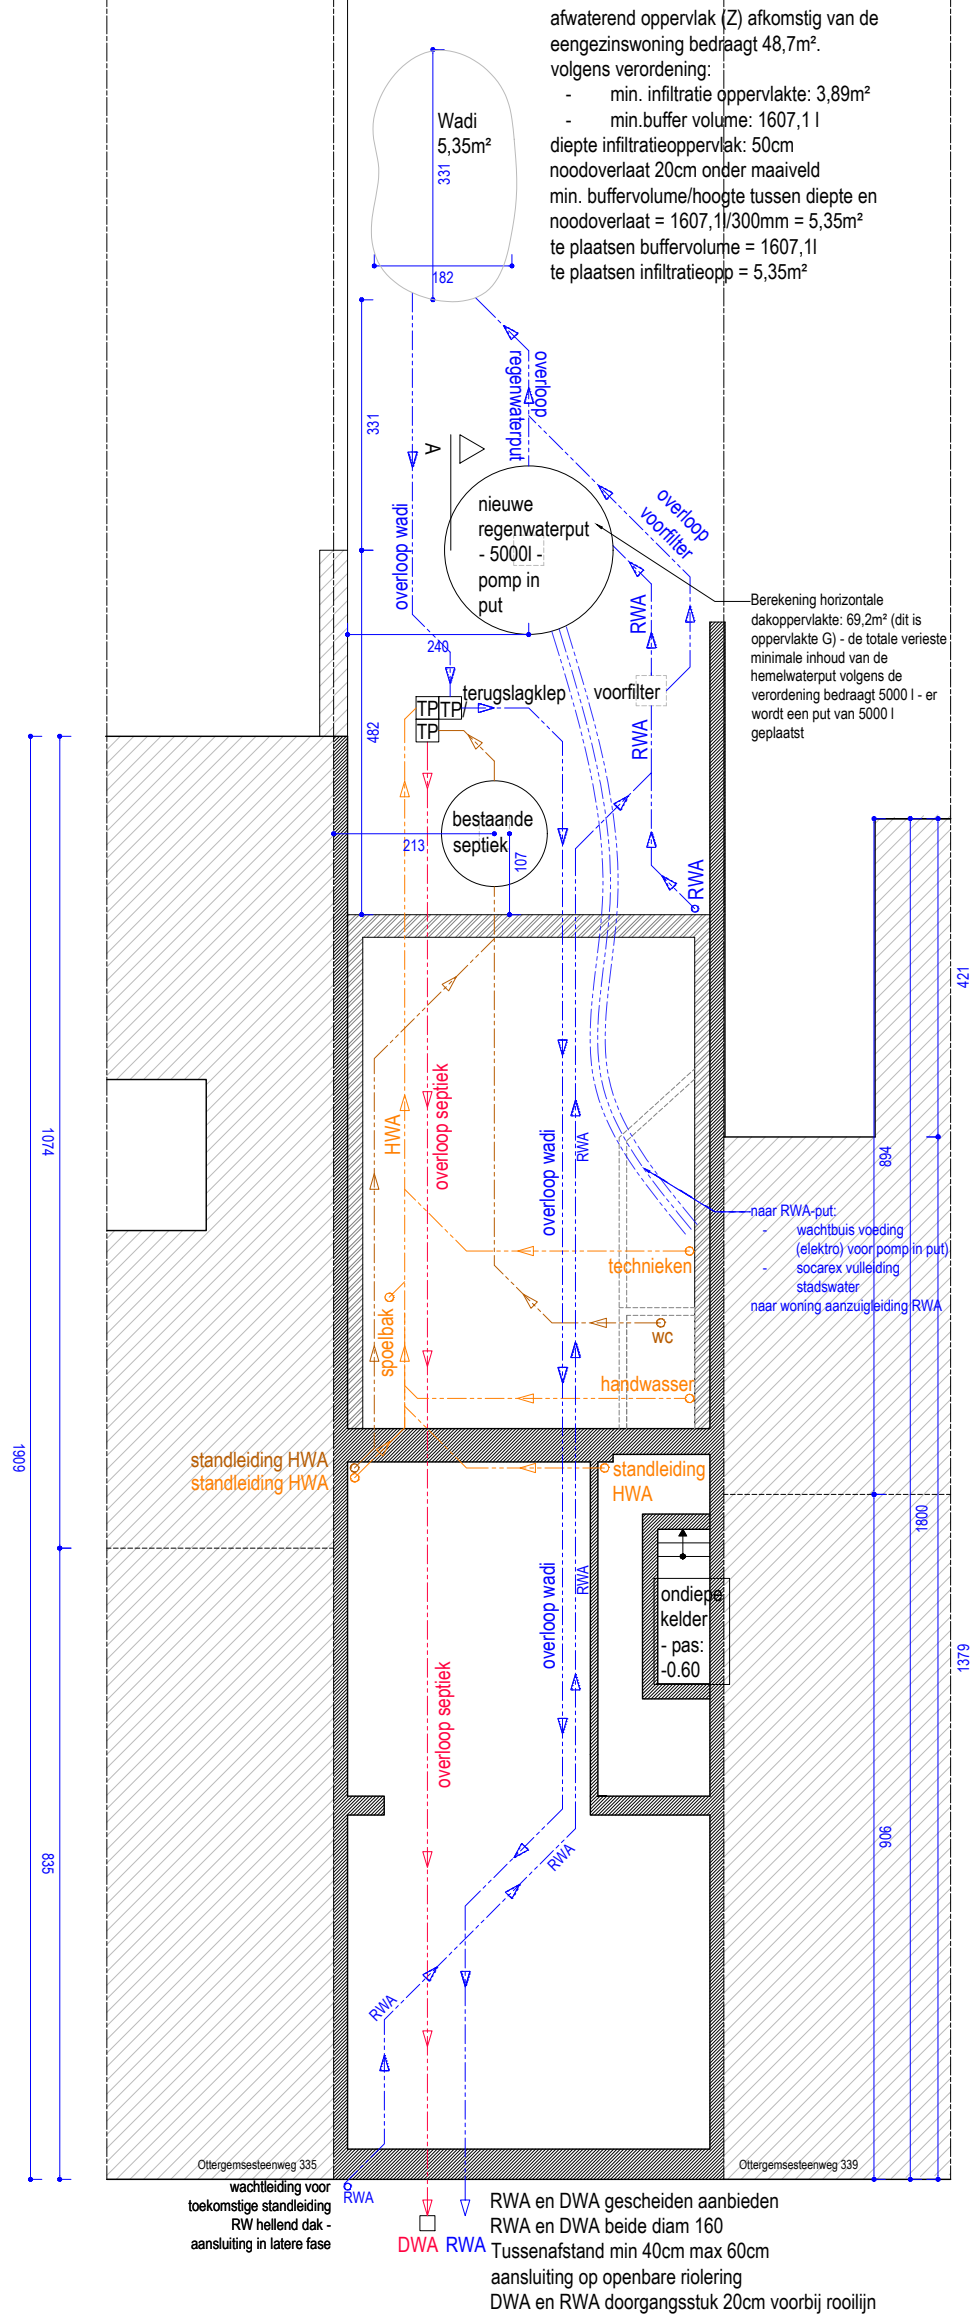 afwaterend oppervlak (Z) afkomstig van de
eengezinswoning bedraagt 48,7m².
volgens verordening:
- min. infiltratie oppervlakte: 3,89m²
- min.buffer volume: 1607,1 l
diepte infiltratieoppervlak: 50cm
noodoverlaat 20cm onder maaiveld
min. buffervolume/hoogte tussen diepte en
noodoverlaat = 1607,1l/300mm = 5,35m²
te plaatsen buffervolume = 1607,1l
te plaatsen infiltratieopp = 5,35m²
Wadi
5,35m²
331
182
331
overloop
regenwaterput
A
overloop wadi
nieuwe
regenwaterput
- 5000l -
pomp in
put
overloop
voorfilter
RWA
Berekening horizontale
dakoppervlakte: 69,2m² (dit is
oppervlakte G) - de totale verieste
minimale inhoud van de
hemelwaterput volgens de
verordening bedraagt 5000 l - er
wordt een put van 5000 l
geplaatst
240
terugslagklep
voorfilter
TP
TP
TP
482
RWA
bestaande
septiek
213
107
RWA
421
1074
HWA
overloop septiek
overloop wadi
RWA
894
naar RWA-put:
- wachtbuis voeding
(elektro) voor pomp in put)
- socarex vulleiding
stadswater
naar woning aanzuigleiding RWA
technieken
spoelbak
wc
handwasser
1909
standleiding HWA
standleiding HWA
standleiding
HWA
1800
overloop wadi
RWA
ondiepe
kelder
- pas:
-0.60
1379
overloop septiek
835
906
RWA
RWA
Ottergemsesteenweg 335
Ottergemsesteenweg 339
wachtleiding voor
toekomstige standleiding
RW hellend dak -
aansluiting in latere fase
RWA
DWA
RWA
RWA en DWA gescheiden aanbieden
RWA en DWA beide diam 160
Tussenafstand min 40cm max 60cm
aansluiting op openbare riolering
DWA en RWA doorgangsstuk 20cm voorbij rooilijn